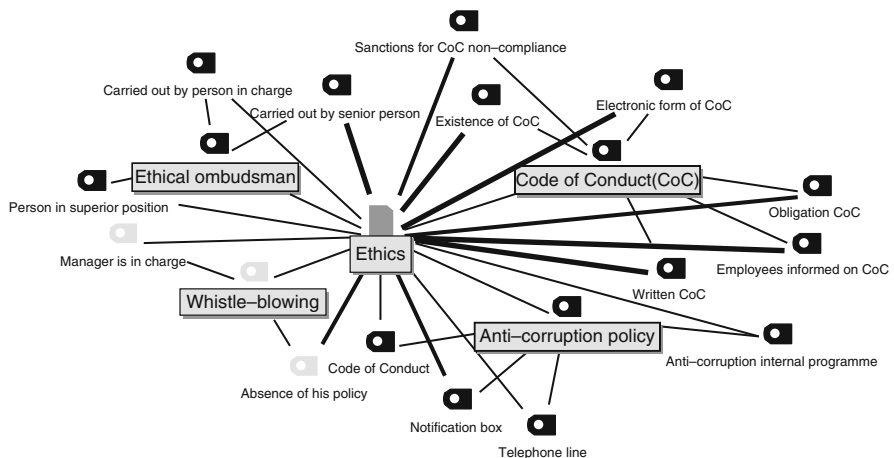 Sanctions for CoC non–compliance
Carried out by person in charge
Carried out by senior person
Existence of CoC
Electronic form of CoC
Ethical ombudsman
Code of Conduct(CoC)
Person in superior position
Obligation CoC
Manager is in charge
Ethics
Employees informed on CoC
Written CoC
Whistle–blowing
Anti–corruption policy
Code of Conduct
Anti–corruption internal programme
Absence of his policy
Notification box
Telephone line